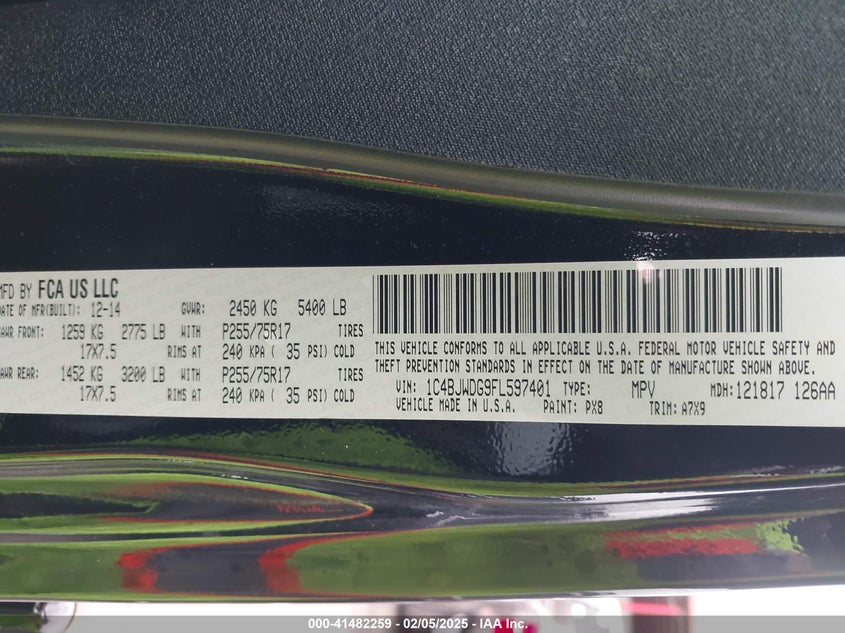 MFD BY FCA US LLC
DATE OF MFR(BUILT): 12-14 GVWR: 2450 KG 5400 LB
GAWR FRONT: 1259 KG 2775 LB WITH P255/75R17 TIRES
17X7.5 RIMS AT 240 KPA ( 35 PSI) COLD
GAWR REAR: 1452 KG 3200 LB WITH P255/75R17 TIRES
17X7.5 RIMS AT 240 KPA ( 35 PSI) COLD
THIS VEHICLE CONFORMS TO ALL APPLICABLE U.S.A. FEDERAL MOTOR VEHICLE SAFETY AND
THEFT PREVENTION STANDARDS IN EFFECT ON THE DATE OF MANUFACTURE SHOWN ABOVE.
VIN: 1C4BJWDG9FL597401 TYPE: MPV MDH: 121817 126AA
VEHICLE MADE IN U.S.A. PAINT: PX8 TRIM: A7X9
000-41482259 - 02/05/2025 - IAA Inc.